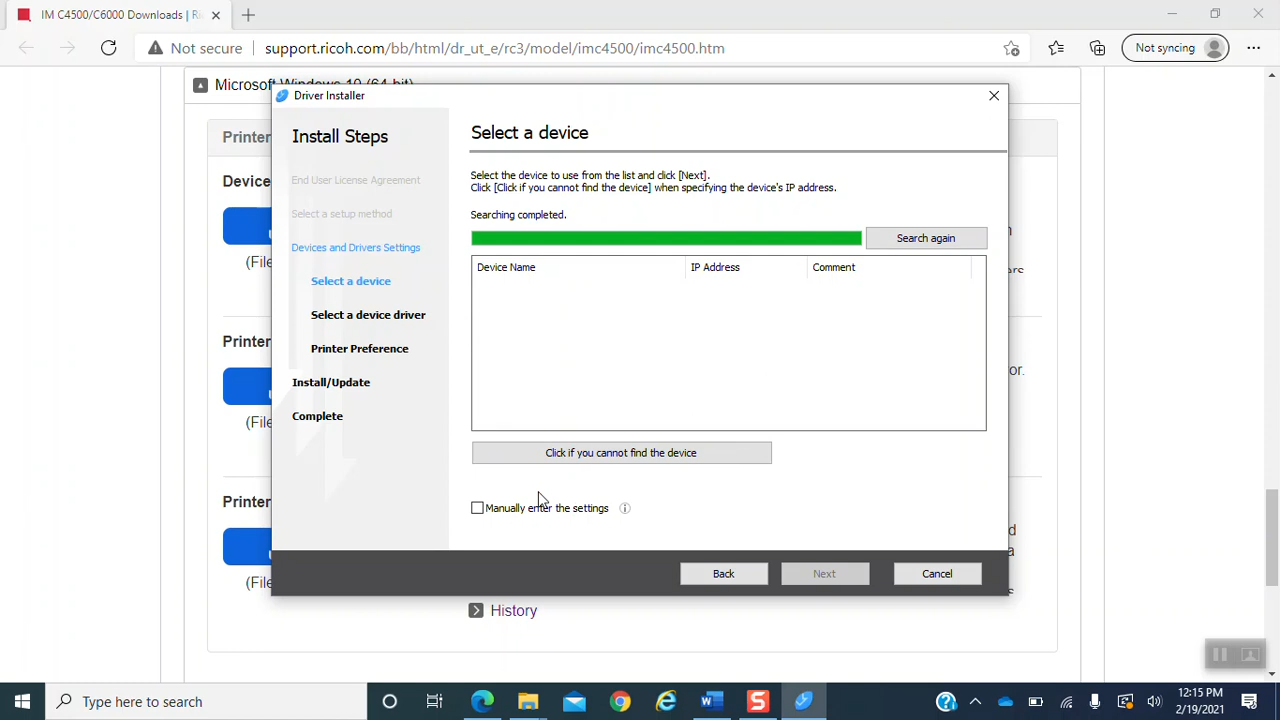 IM C4500/C6000 Downloads | Ri
Not secure
support.ricoh.com/bb/html/dr_ut_e/rc3/model/imc4500/imc4500.htm
Not syncing
Microsoft Windows 10 (64-bit)
Driver Installer
Install Steps
Select a device
Printer
End User License Agreement
Select the device to use from the list and click [Next].
Device
Click [Click if you cannot find the device] when specifying the device's IP address.
Select a setup method
Searching completed.
Devices and Drivers Settings
Search again
(File
Device Name
IP Address
Comment
Select a device
Select a device driver
Printer
Printer Preference
or.
Install/Update
Complete
(File
Click if you cannot find the device
Printer
Manually enter the settings
Back
Next
Cancel
(File
History
Type here to search
12:15 PM
2/19/2021